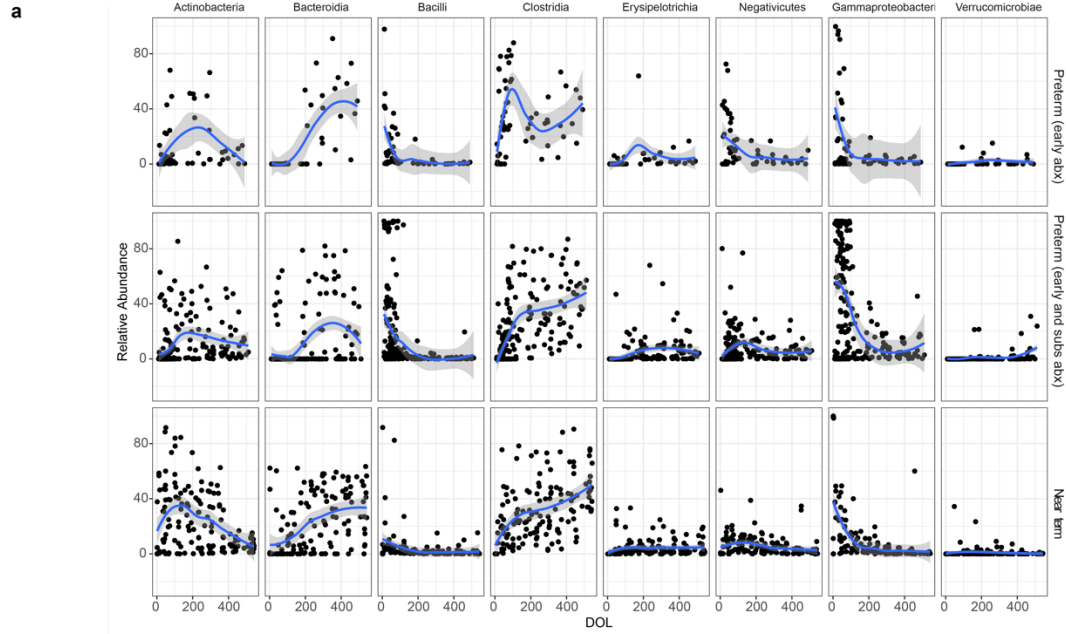 a
Actinobacteria Bacteroidia Bacilli Clostridia Erysipelotrichia Negativicutes Gammaproteobacteri Verrucomicrobiae
80
40
0
Preterm (early abx)
Relative Abundance
80
40
0
Preterm (early and subs abx)
80
40
0
Near term
0 200 400 0 200 400 0 200 400 0 200 400 0 200 400 0 200 400 0 200 400 0 200 400
DOL